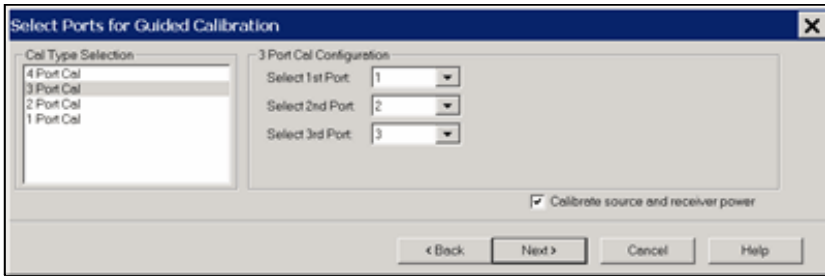 Select Ports for Guided Calibration
Cal Type Selection
4 Port Cal
3 Port Cal
2 Port Cal
1 Port Cal
3 Port Cal Configuration
Select 1st Port: 1
Select 2nd Port: 2
Select 3rd Port: 3
Calibrate source and receiver power
< Back
Next >
Cancel
Help